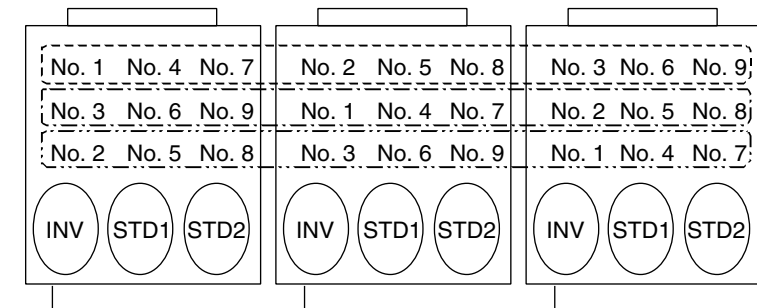 No. 1 No. 4 No. 7 No. 2 No. 5 No. 8 No. 3 No. 6 No. 9
No. 3 No. 6 No. 9 No. 1 No. 4 No. 7 No. 2 No. 5 No. 8
No. 2 No. 5 No. 8 No. 3 No. 6 No. 9 No. 1 No. 4 No. 7
INV STD1 STD2 INV STD1 STD2 INV STD1 STD2